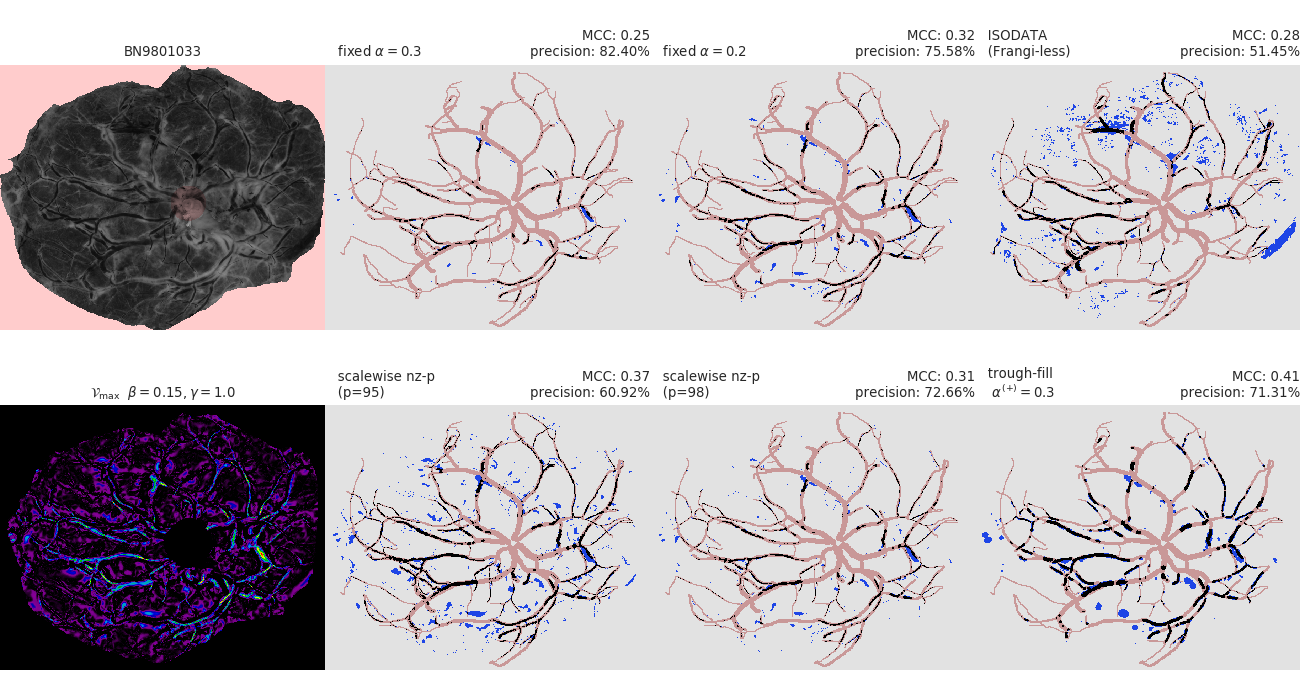 BN9801033
fixed α = 0.3
MCC: 0.25
precision: 82.40%
fixed α = 0.2
MCC: 0.32
precision: 75.58%
ISODATA
(Frangi-less)
MCC: 0.28
precision: 51.45%
𝒱max β = 0.15, γ = 1.0
scalewise nz-p
(p=95)
MCC: 0.37
precision: 60.92%
scalewise nz-p
(p=98)
MCC: 0.31
precision: 72.66%
trough-fill
α(+) = 0.3
MCC: 0.41
precision: 71.31%